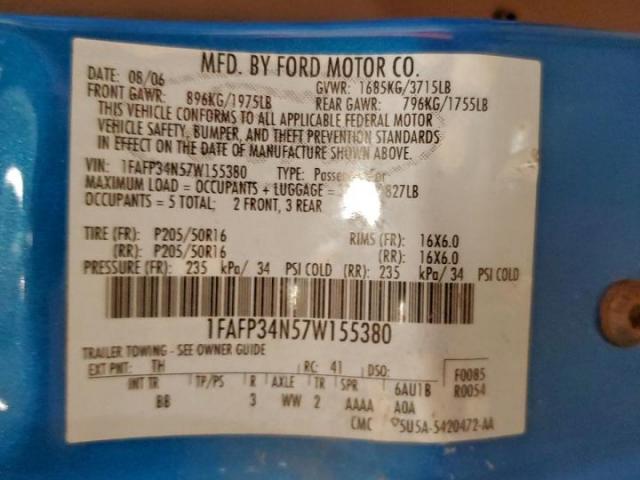 MFD. BY FORD MOTOR CO.
DATE: 08/06 GVWR: 1685KG/3715LB
FRONT GAWR: 896KG/1975LB REAR GAWR: 796KG/1755LB
THIS VEHICLE CONFORMS TO ALL APPLICABLE FEDERAL MOTOR
VEHICLE SAFETY, BUMPER, AND THEFT PREVENTION STANDARDS
IN EFFECT ON THE DATE OF MANUFACTURE SHOWN ABOVE.
VIN: 1FAFP34N57W155380 TYPE:
MAXIMUM LOAD = OCCUPANTS + LUGGAGE = 827LB
OCCUPANTS = 5 TOTAL; 2 FRONT, 3 REAR
TIRE (FR): P205/50R16 RIMS (FR): 16X6.0
(RR): P205/50R16 (RR): 16X6.0
PRESSURE (FR): 235 kPa/ 34 PSI COLD (RR): 235 kPa/ 34 PSI COLD
1FAFP34N57W155380
TRAILER TOWING - SEE OWNER GUIDE
EXT PNT: TH RC: 41 DSO: F0085
INT TR TP/PS R AXLE TR SPR 6AU1B R0054
BB 3 WW 2 AAAA A0A
CMC 5U5A-5420472-AA